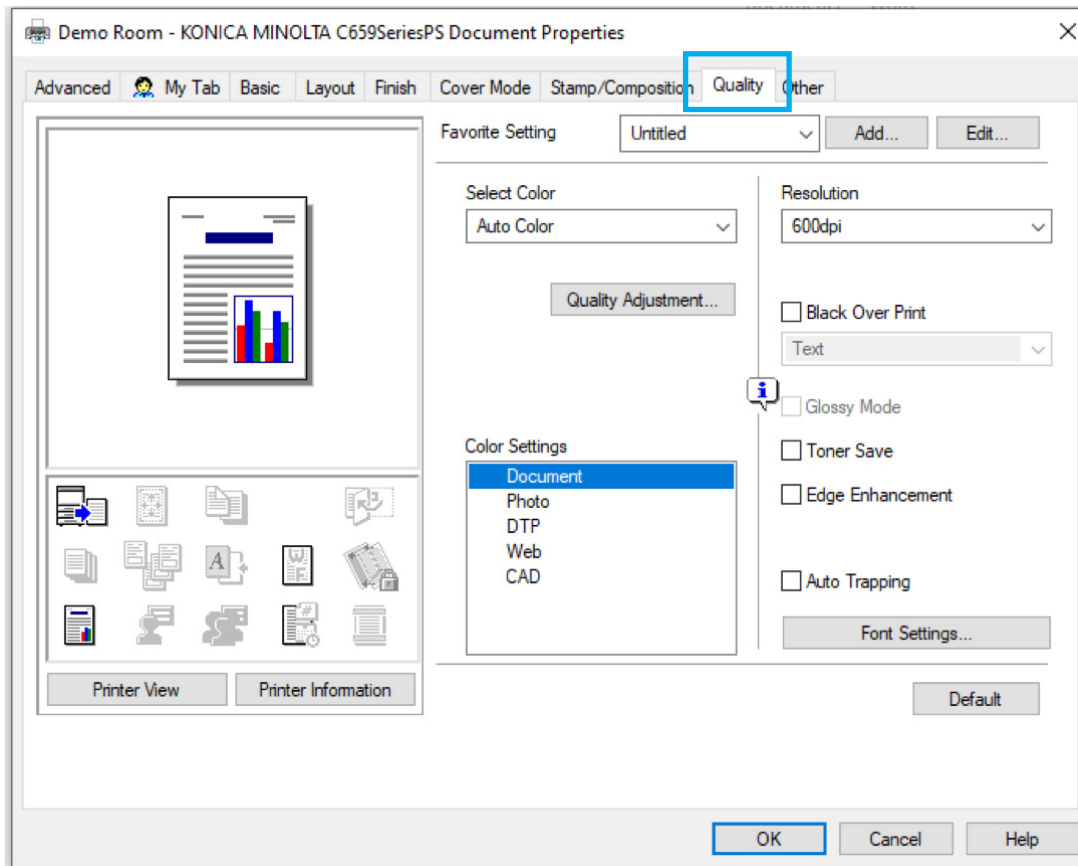 Demo Room - KONICA MINOLTA C659SeriesPS Document Properties
Advanced My Tab Basic Layout Finish Cover Mode Stamp/Composition Quality Other
Favorite Setting Untitled Add... Edit...
Select Color
Auto Color
Quality Adjustment...
Color Settings
Document
Photo
DTP
Web
CAD
Resolution
600dpi
Black Over Print
Text
Glossy Mode
Toner Save
Edge Enhancement
Auto Trapping
Font Settings...
Printer View Printer Information
Default
OK Cancel Help